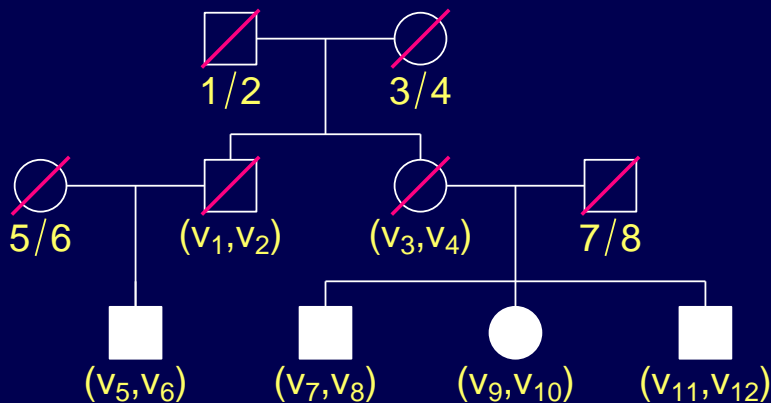 1/2 3/4
5/6 (v₁,v₂) (v₃,v₄) 7/8
(v₅,v₆) (v₇,v₈) (v₉,v₁₀) (v₁₁,v₁₂)